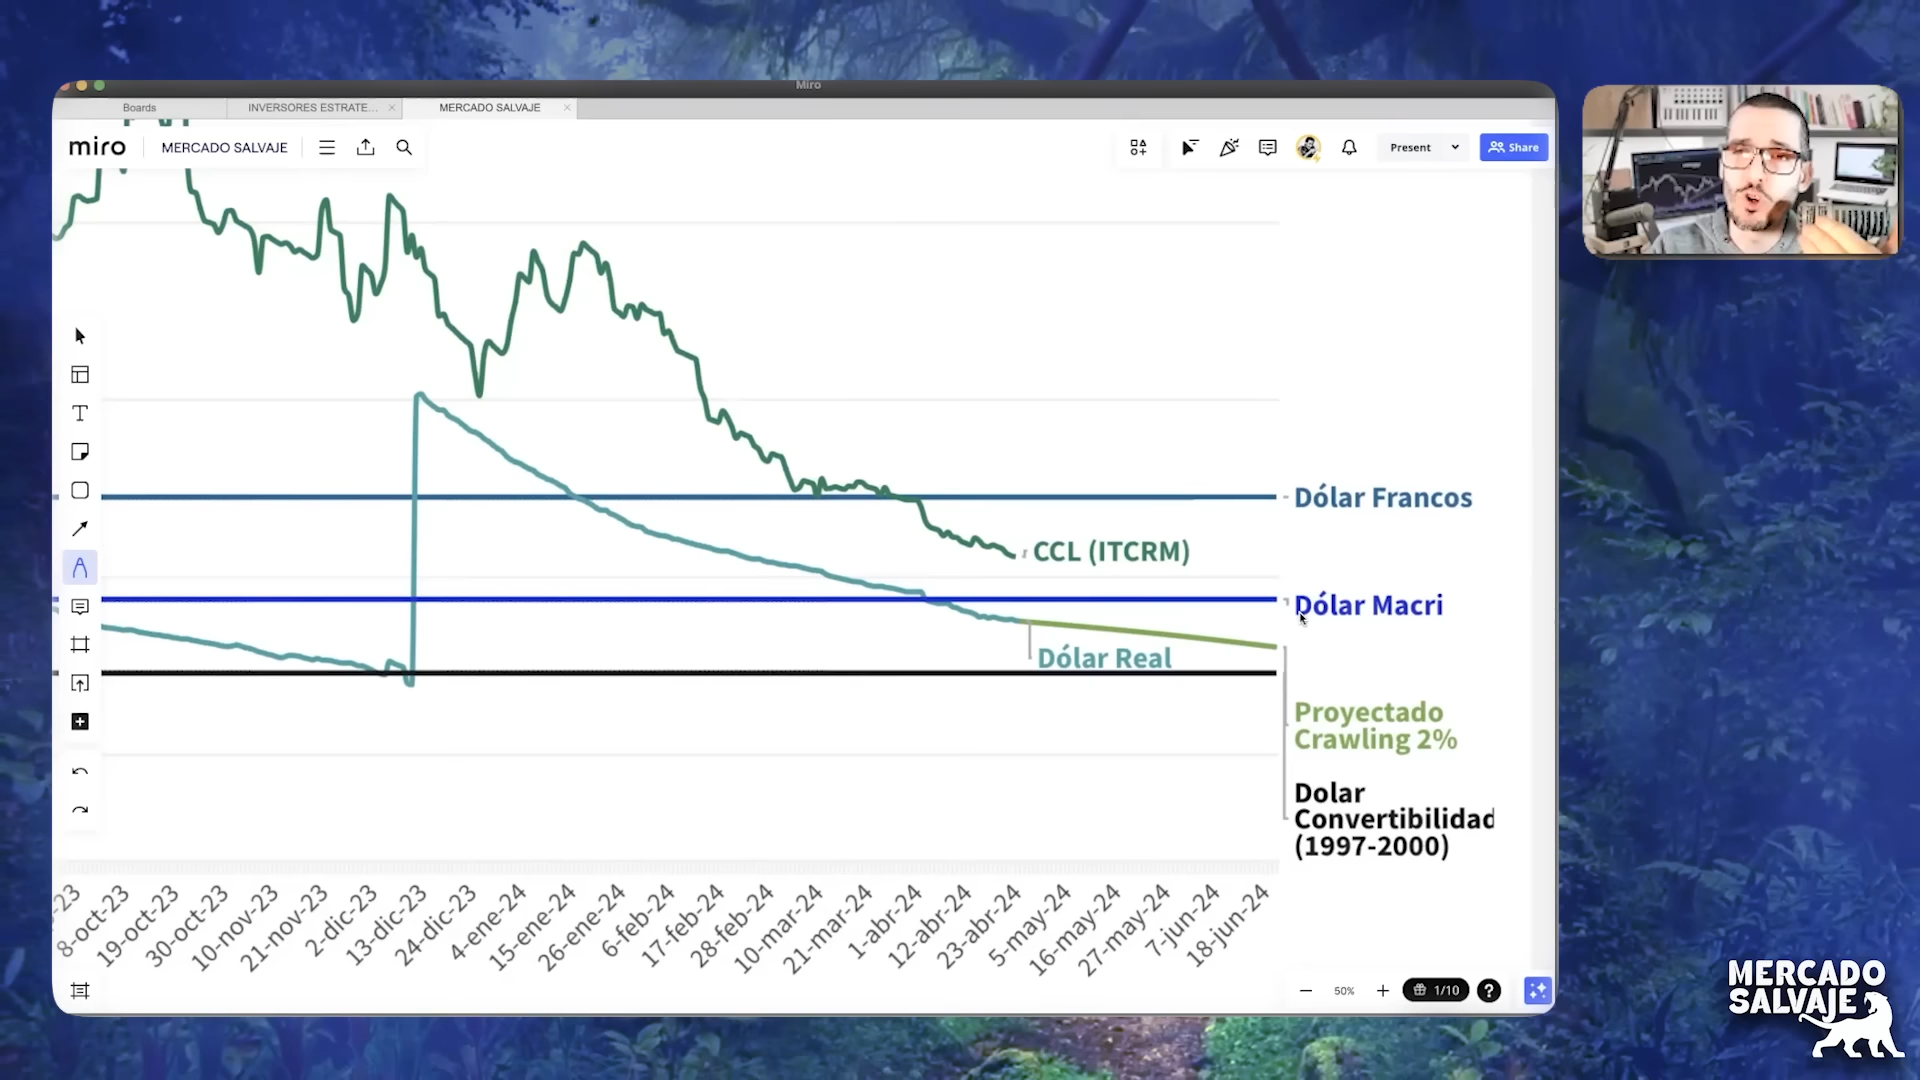 Miro
Boards
INVERSORES ESTRATE...
MERCADO SALVAJE
miro
MERCADO SALVAJE
Present
Share
Dólar Francos
CCL (ITCRM)
Dólar Macri
Dólar Real
Proyectado
Crawling 2%
Dolar
Convertibilidad
(1997-2000)
-23
8-oct-23
19-oct-23
30-oct-23
10-nov-23
21-nov-23
2-dic-23
13-dic-23
24-dic-23
4-ene-24
15-ene-24
26-ene-24
6-feb-24
17-feb-24
28-feb-24
10-mar-24
21-mar-24
1-abr-24
12-abr-24
23-abr-24
5-may-24
16-may-24
27-may-24
7-jun-24
18-jun-24
50%
1/10
?
MERCADO
SALVAJE